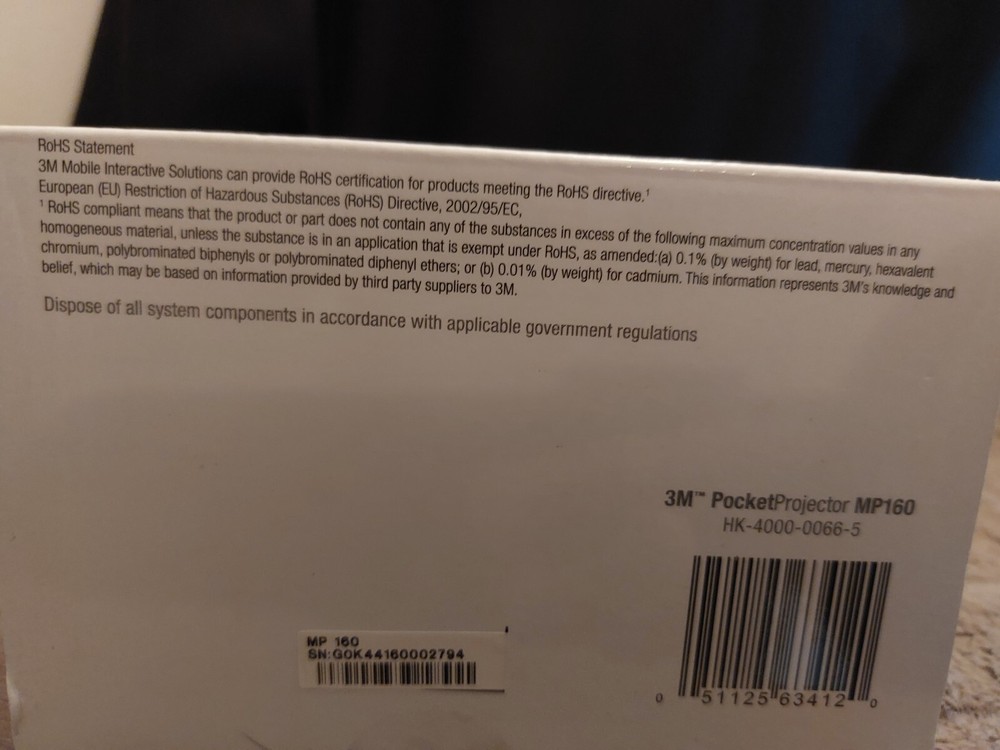 RoHS Statement
3M Mobile Interactive Solutions can provide RoHS certification for products meeting the RoHS directive.¹
European (EU) Restriction of Hazardous Substances (RoHS) Directive, 2002/95/EC,
¹ RoHS compliant means that the product or part does not contain any of the substances in excess of the following maximum concentration values in any
homogeneous material, unless the substance is in an application that is exempt under RoHS, as amended:(a) 0.1% (by weight) for lead, mercury, hexavalent
chromium, polybrominated biphenyls or polybrominated diphenyl ethers; or (b) 0.01% (by weight) for cadmium. This information represents 3M's knowledge and
belief, which may be based on information provided by third party suppliers to 3M.
Dispose of all system components in accordance with applicable government regulations
3M™ PocketProjector MP160
HK-4000-0066-5
MP 160
SN:G0K44160002794
0 51125 63412 0